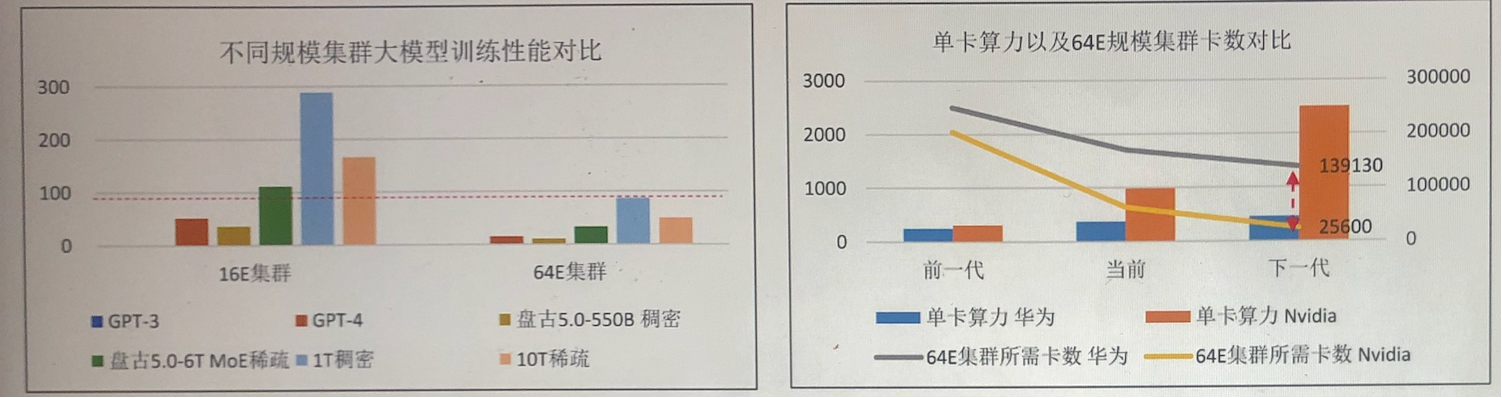 不同规模集群大模型训练性能对比
300
200
100
0
16E集群
64E集群
GPT-3
GPT-4
盘古5.0-550B 稠密
盘古5.0-6T MoE稀疏
1T稠密
10T稀疏
单卡算力以及64E规模集群卡数对比
3000
2000
1000
0
300000
200000
100000
0
139130
25600
前一代
当前
下一代
单卡算力 华为
单卡算力 Nvidia
64E集群所需卡数 华为
64E集群所需卡数 Nvidia